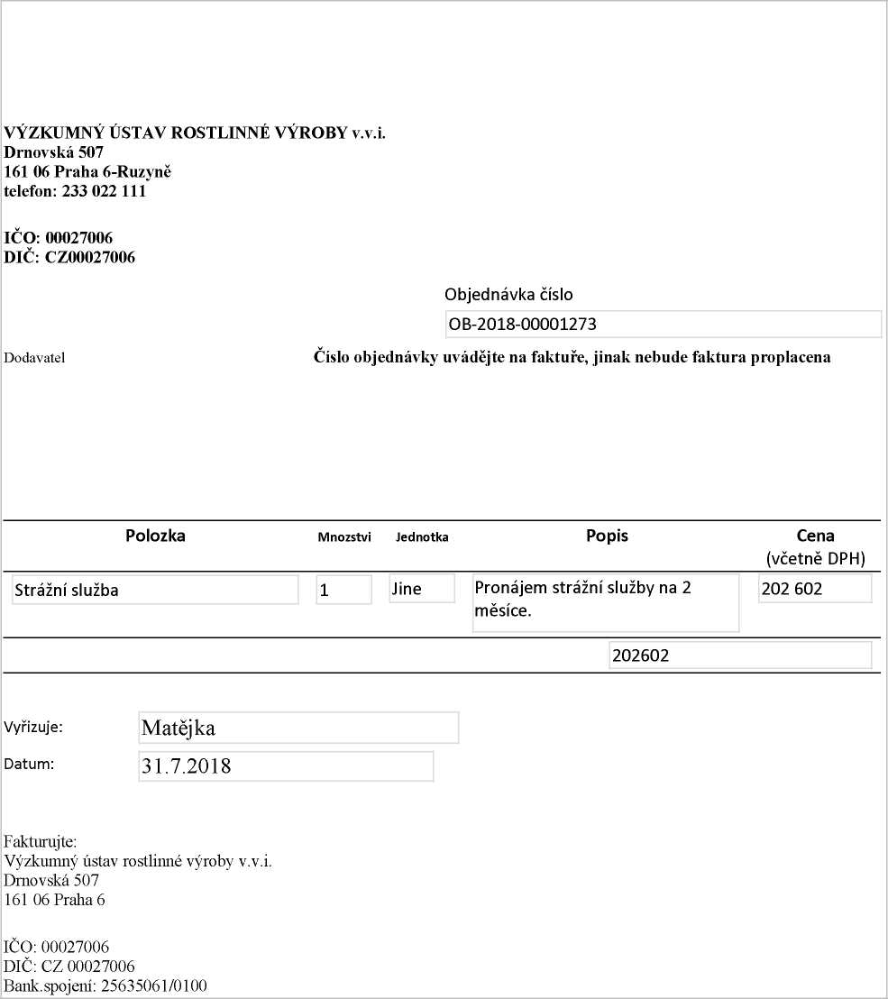 VÝZKUMNÝ ÚSTAV ROSTLINNÉ VÝROBY v.v.i.
Drnovská 507
161 06 Praha 6-Ruzyně
telefon: 233 022 111
IČO: 00027006
DIČ: CZ00027006
Objednávka číslo
OB-2018-00001273
Dodavatel Číslo objednávky uvádějte na faktuře, jinak nebude faktura proplacena
Polozka Mnozstvi Jednotka Popis Cena
(včetně DPH)
Strážní služba 1 Jine Pronájem strážní služby na 2 202 602
měsíce.
202602
Vyřizuje: Matějka
Datum: 31.7.2018
Fakturujte:
Výzkumný ústav rostlinné výroby v.v.i.
Drnovská 507
161 06 Praha 6
IČO: 00027006
DIČ: CZ 00027006
Bank.spojení: 25635061/0100